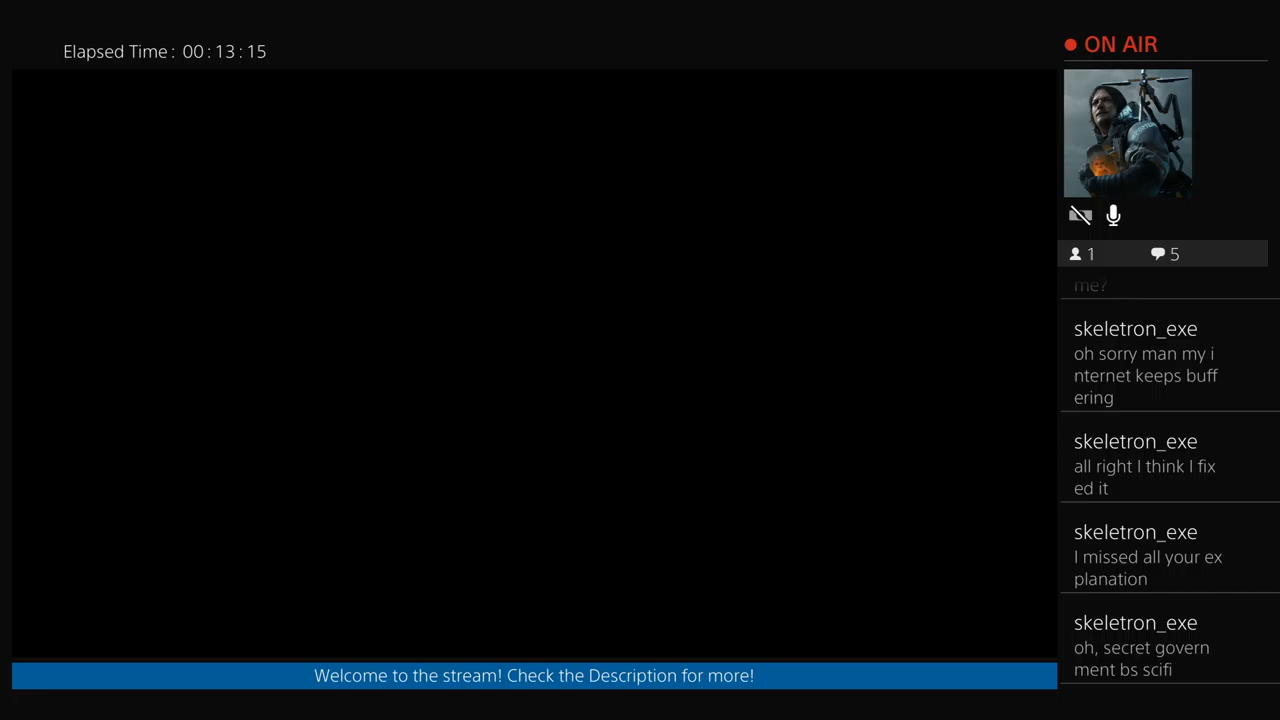 Elapsed Time: 00:13:15
ON AIR
1 5
me?
skeletron_exe
oh sorry man my i
nternet keeps buff
ering
skeletron_exe
all right I think I fix
ed it
skeletron_exe
I missed all your ex
planation
skeletron_exe
oh, secret govern
ment bs scifi
Welcome to the stream! Check the Description for more!